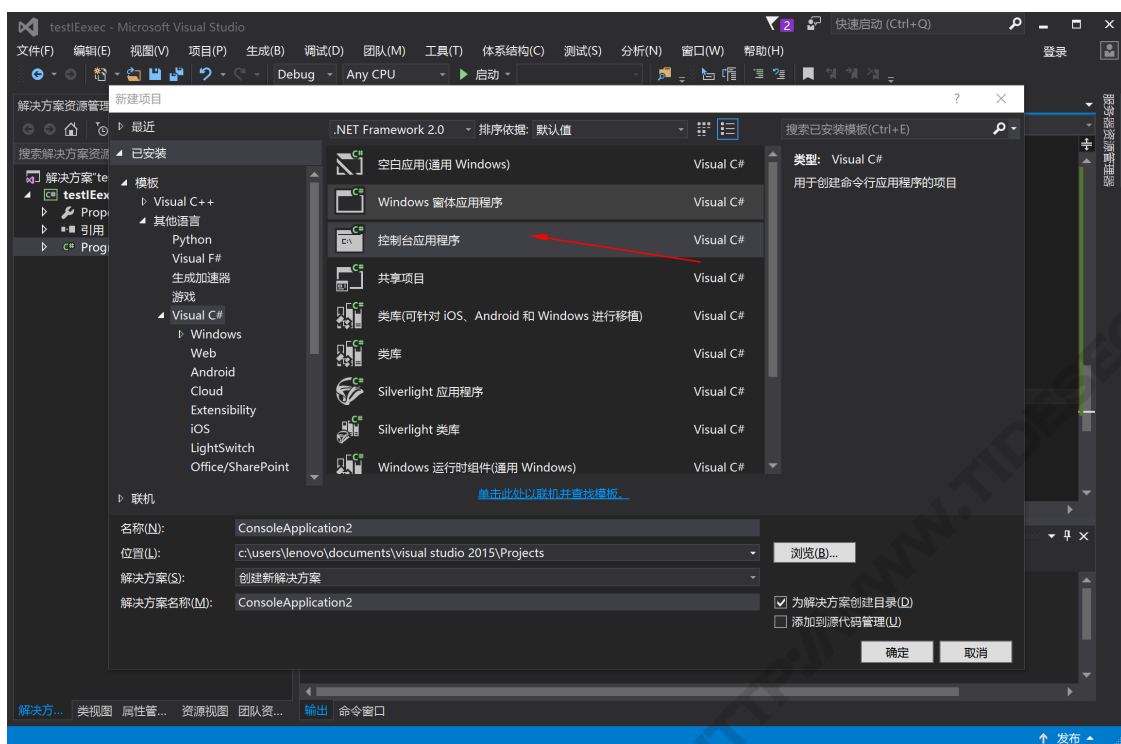 testIEexec - Microsoft Visual Studio
2
快速启动 (Ctrl+Q)
文件(F) 编辑(E) 视图(V) 项目(P) 生成(B) 调试(D) 团队(M) 工具(T) 体系结构(C) 测试(S) 分析(N) 窗口(W) 帮助(H)
登录
Debug Any CPU 启动
解决方案资源管理
新建项目
?
服务器资源管理器
最近
.NET Framework 2.0 排序依据: 默认值
搜索已安装模板(Ctrl+E)
搜索解决方案资源
已安装
解决方案"te
testIEex
Prop
引用
C# Progr
模板
Visual C++
其他语言
Python
Visual F#
生成加速器
游戏
Visual C#
Windows
Web
Android
Cloud
Extensibility
iOS
LightSwitch
Office/SharePoint
联机
空白应用(通用 Windows) Visual C#
Windows 窗体应用程序 Visual C#
控制台应用程序 Visual C#
共享项目 Visual C#
类库(可针对 iOS、Android 和 Windows 进行移植) Visual C#
类库 Visual C#
Silverlight 应用程序 Visual C#
Silverlight 类库 Visual C#
Windows 运行时组件(通用 Windows) Visual C#
单击此处以联机并查找模板。
类型: Visual C#
用于创建命令行应用程序的项目
名称(N): ConsoleApplication2
位置(L): c:\users\lenovo\documents\visual studio 2015\Projects
浏览(B)...
解决方案(S): 创建新解决方案
解决方案名称(M): ConsoleApplication2
为解决方案创建目录(D)
添加到源代码管理(U)
确定 取消
解决方... 类视图 属性管... 资源视图 团队资... 输出 命令窗口
发布